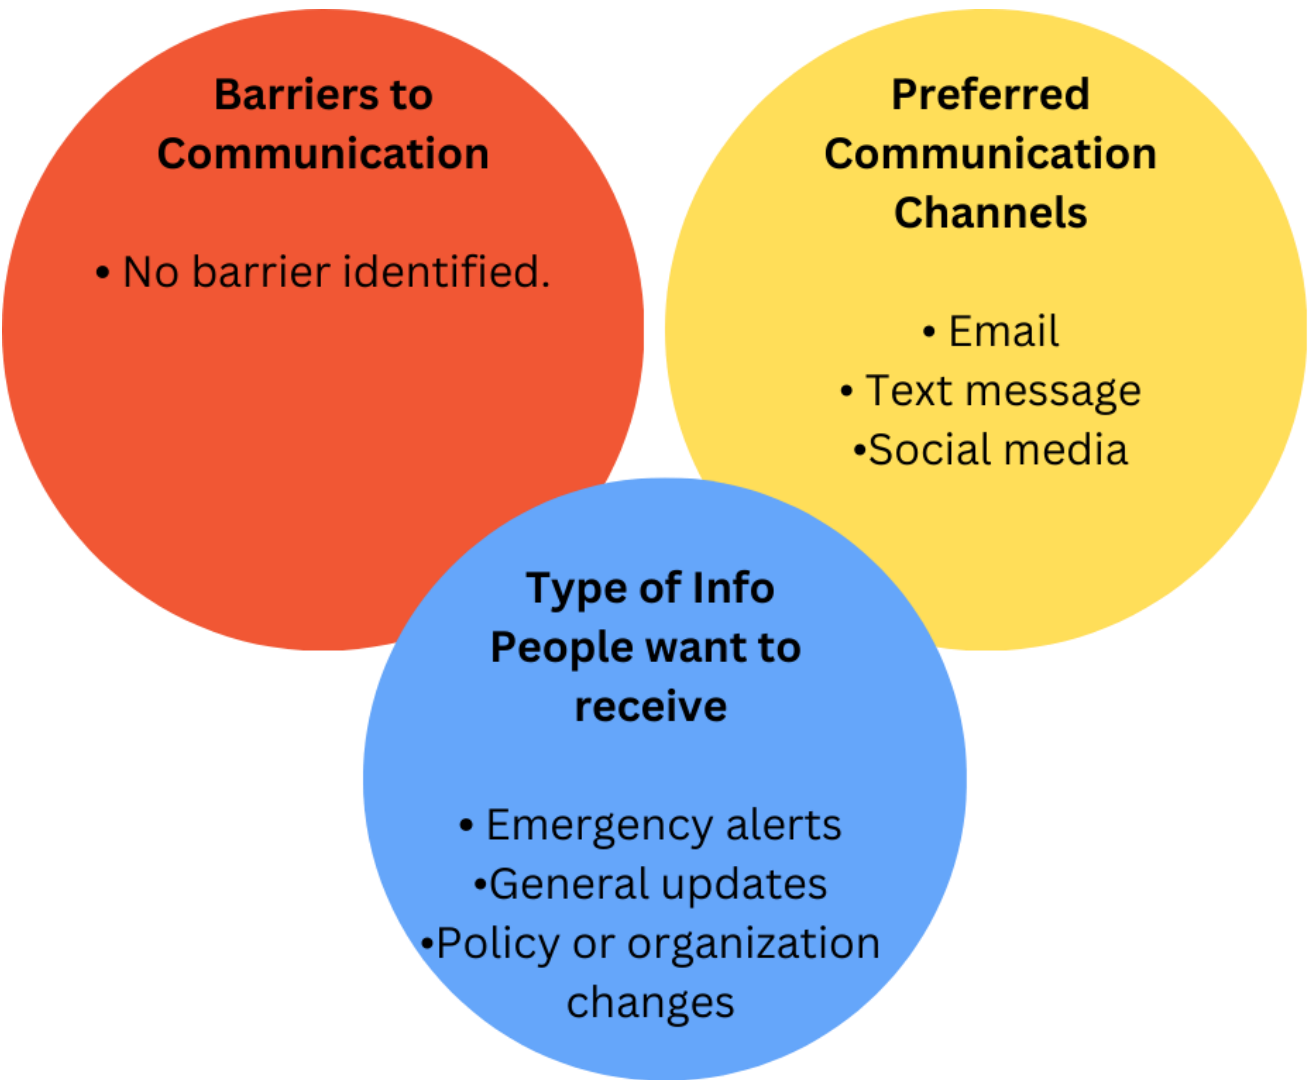 Barriers to
Communication
• No barrier identified.
Preferred
Communication
Channels
• Email
• Text message
•Social media
Type of Info
People want to
receive
• Emergency alerts
•General updates
•Policy or organization
changes